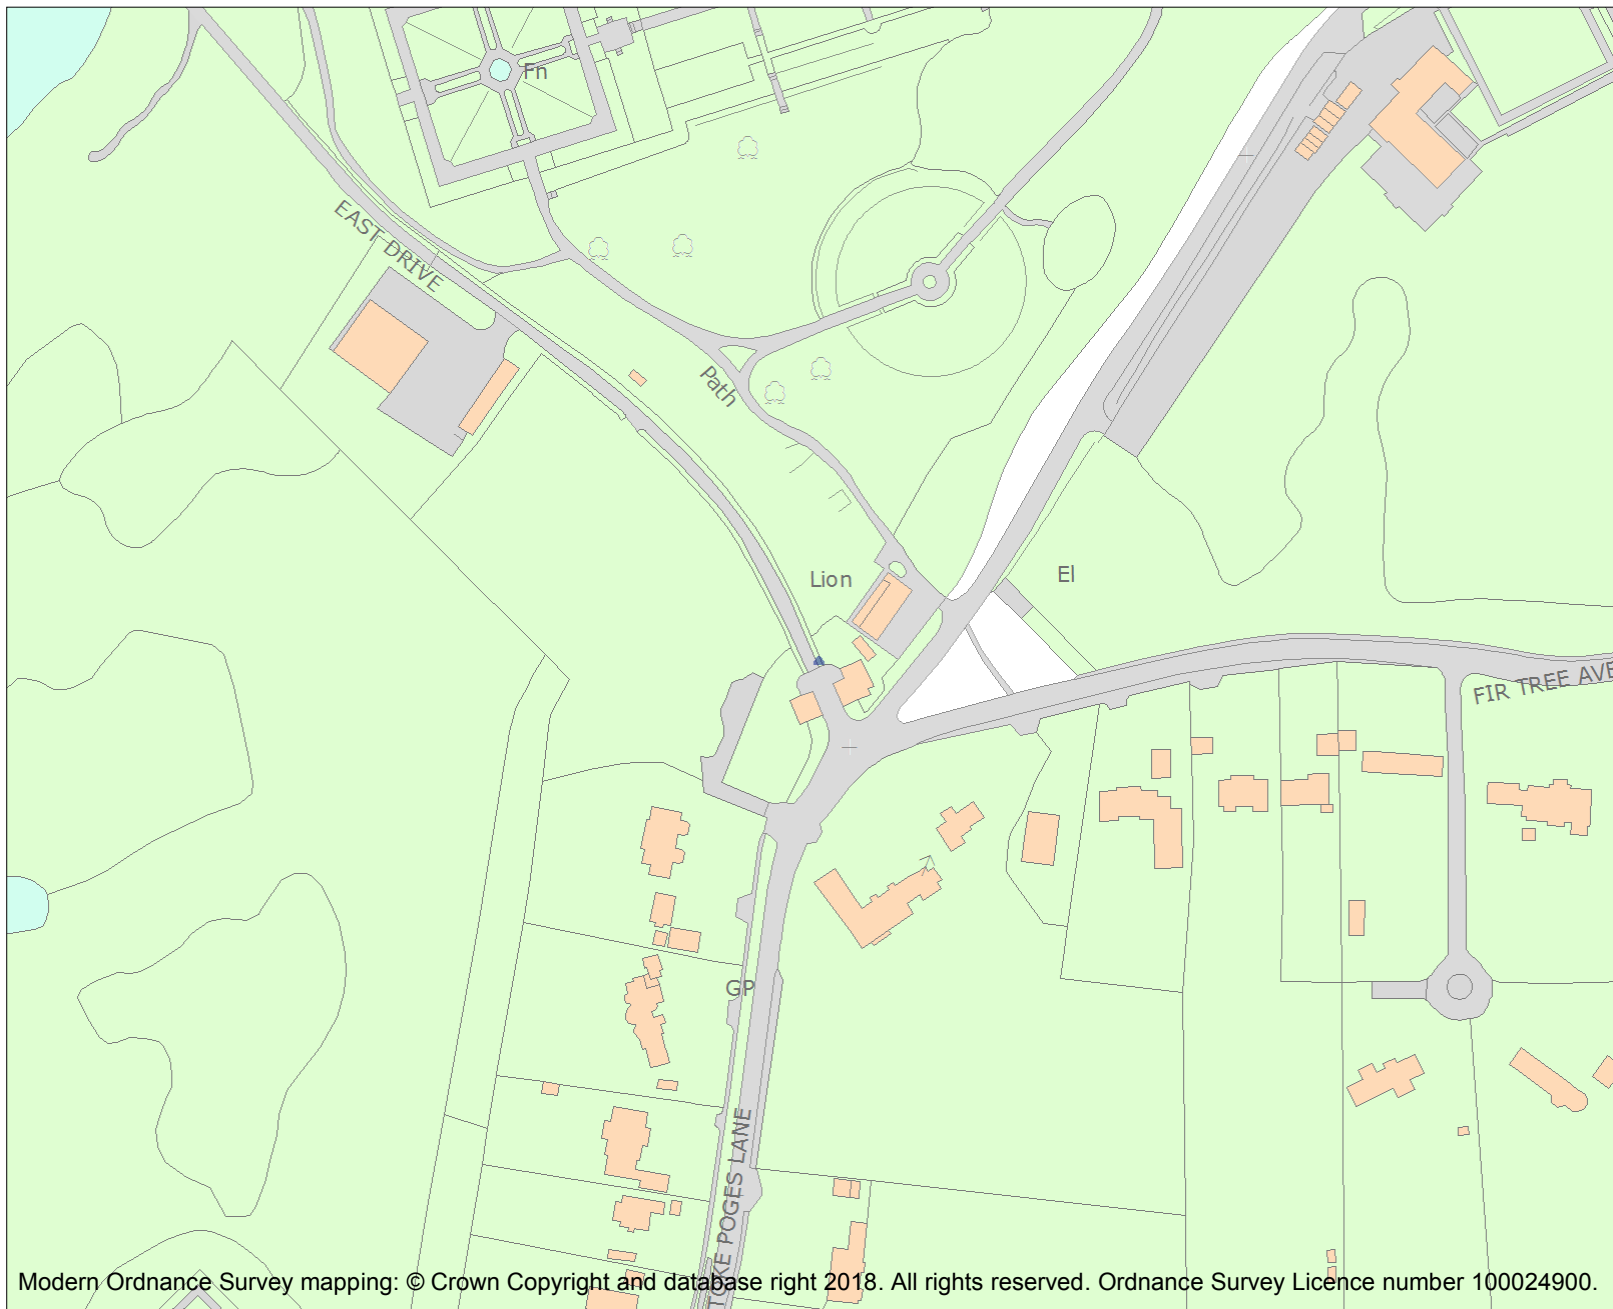 Fn
EAST DRIVE
Path
Lion
El
FIR TREE AVE
GP
TOKE POGES LANE
Modern Ordnance Survey mapping: © Crown Copyright and database right 2018. All rights reserved. Ordnance Survey Licence number 100024900.